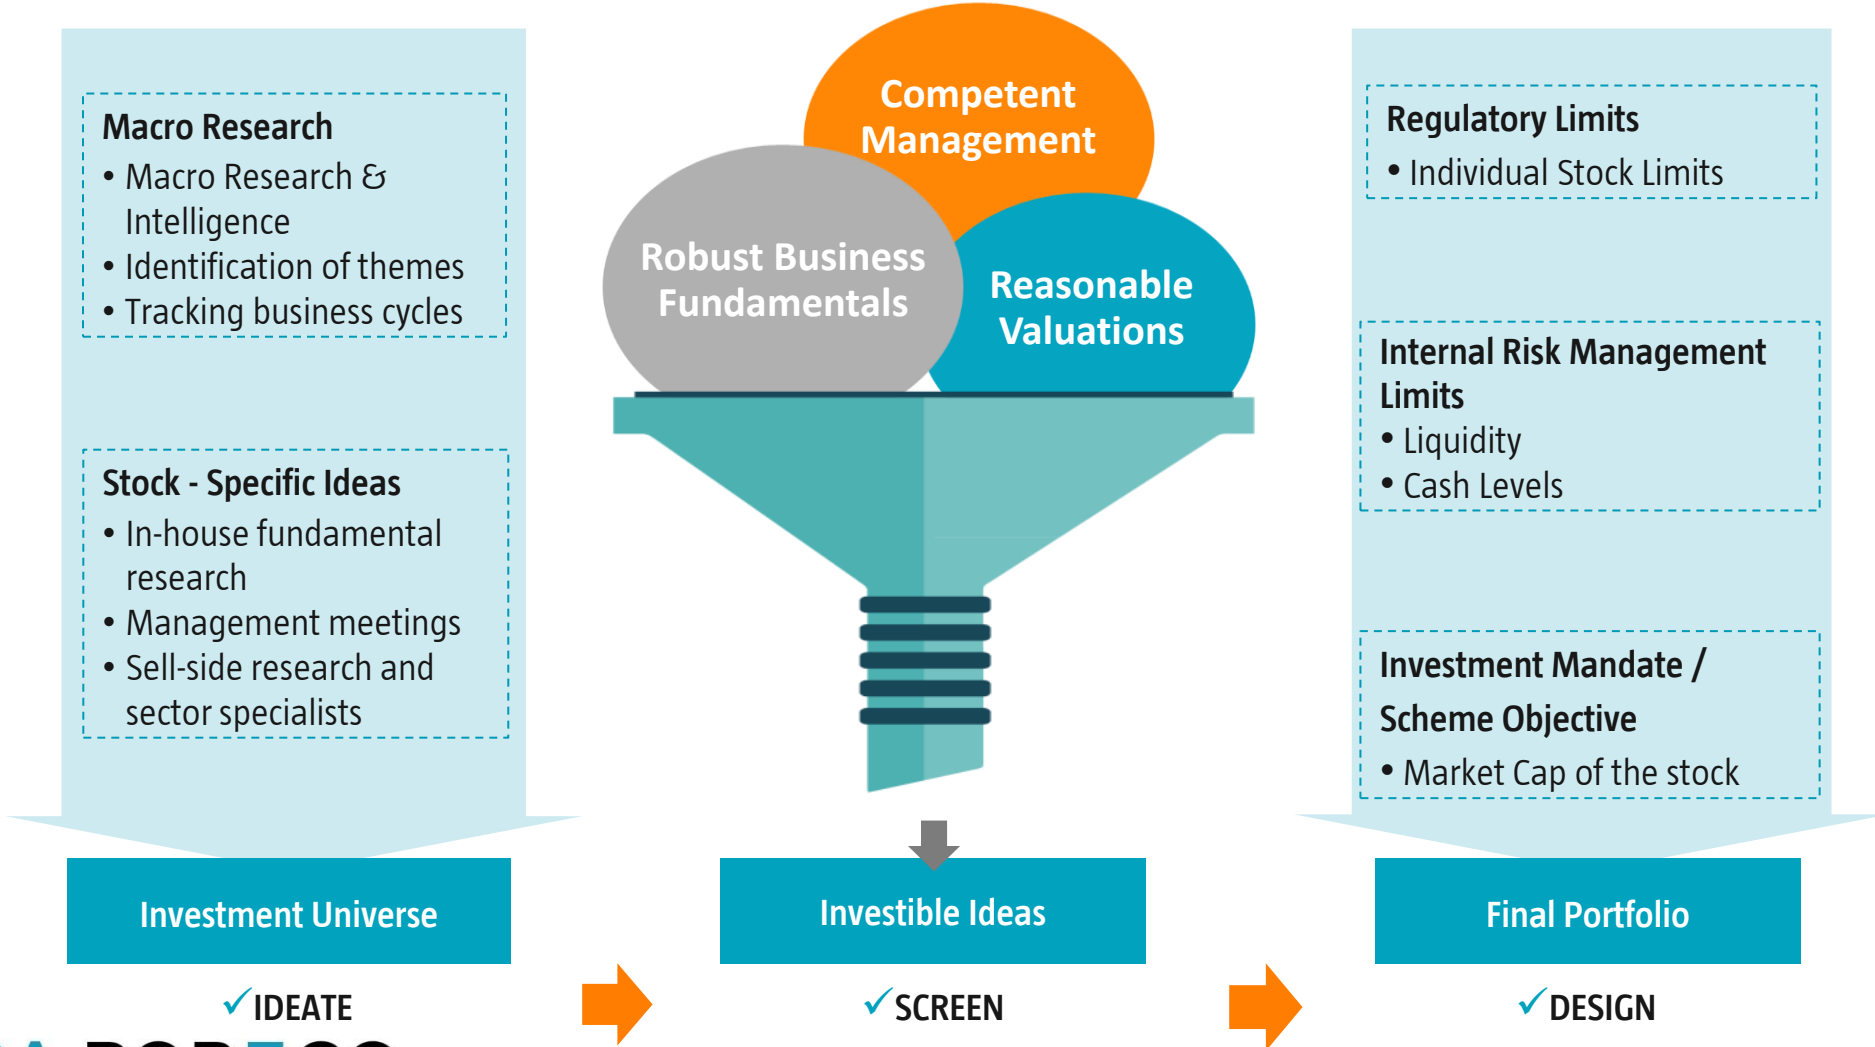 Macro Research
• Macro Research &
Intelligence
• Identification of themes
• Tracking business cycles
Stock - Specific Ideas
• In-house fundamental
research
• Management meetings
• Sell-side research and
sector specialists
Investment Universe
✓IDEATE
Competent
Management
Robust Business
Fundamentals
Reasonable
Valuations
Investible Ideas
✓SCREEN
Regulatory Limits
• Individual Stock Limits
Internal Risk Management
Limits
• Liquidity
• Cash Levels
Investment Mandate /
Scheme Objective
• Market Cap of the stock
Final Portfolio
✓DESIGN